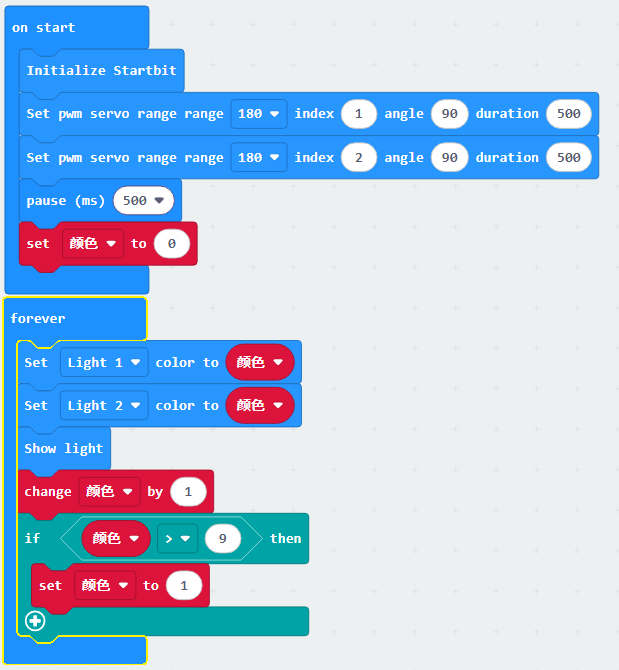 on start
Initialize Startbit
Set pwm servo range range 180 index 1 angle 90 duration 500
Set pwm servo range range 180 index 2 angle 90 duration 500
pause (ms) 500
set 颜色 to 0
forever
Set Light 1 color to 颜色
Set Light 2 color to 颜色
Show light
change 颜色 by 1
if 颜色 > 9 then
set 颜色 to 1